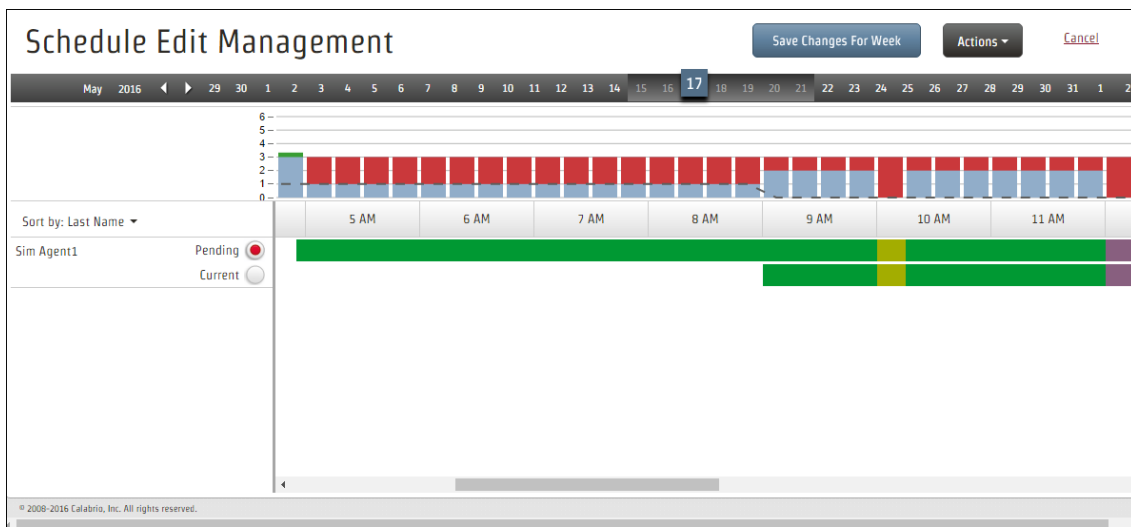 Schedule Edit Management
Save Changes For Week
Actions
Cancel
May 2016 29 30 1 2 3 4 5 6 7 8 9 10 11 12 13 14 15 16 17 18 19 20 21 22 23 24 25 26 27 28 29 30 31 1 2
6
5
4
3
2
1
0
Sort by: Last Name
5 AM 6 AM 7 AM 8 AM 9 AM 10 AM 11 AM
Sim Agent1 Pending
Current
© 2008-2016 Calabrio, Inc. All rights reserved.